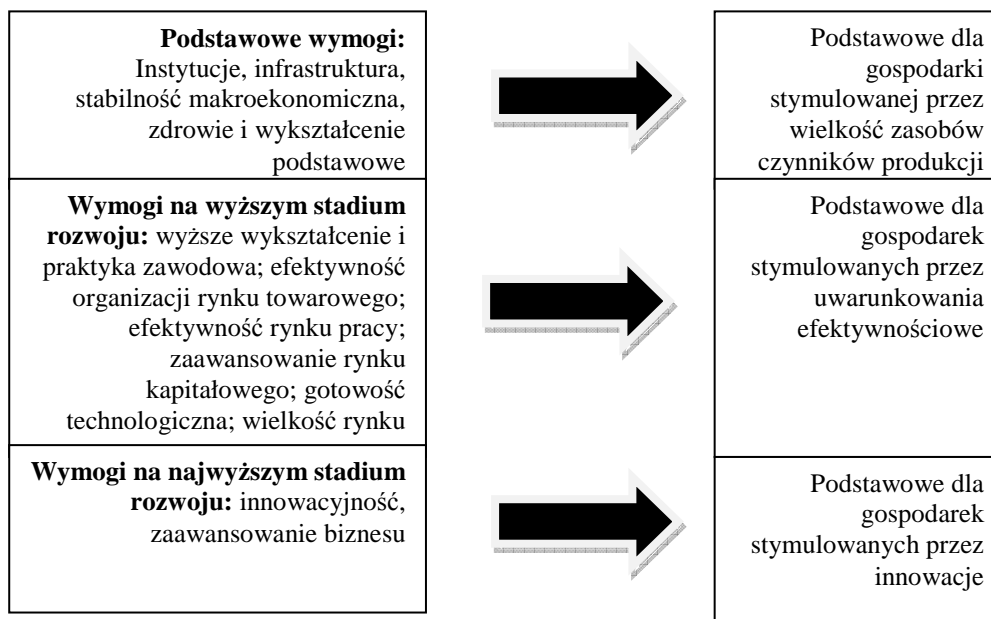 Podstawowe wymogi:
Instytucje, infrastruktura,
stabilność makroekonomiczna,
zdrowie i wykształcenie
podstawowe
Podstawowe dla
gospodarki
stymulowanej przez
wielkość zasobów
czynników produkcji
Wymogi na wyższym stadium
rozwoju: wyższe wykształcenie i
praktyka zawodowa; efektywność
organizacji rynku towarowego;
efektywność rynku pracy;
zaawansowanie rynku
kapitałowego; gotowość
technologiczna; wielkość rynku
Podstawowe dla
gospodarek
stymulowanych przez
uwarunkowania
efektywnościowe
Wymogi na najwyższym stadium
rozwoju: innowacyjność,
zaawansowanie biznesu
Podstawowe dla
gospodarek
stymulowanych przez
innowacje